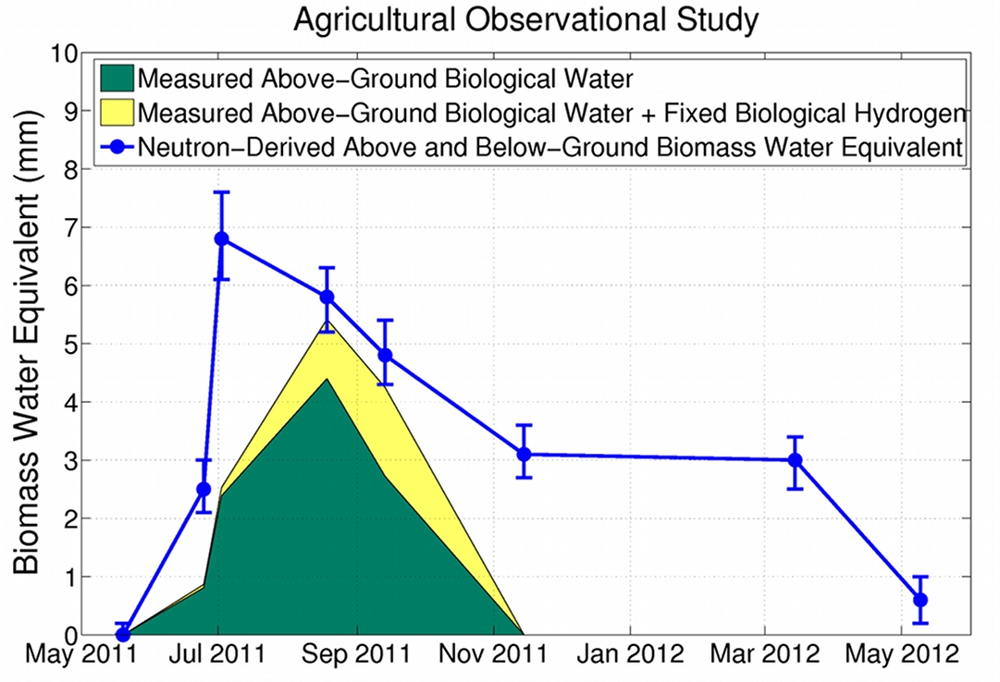 Agricultural Observational Study
Measured Above-Ground Biological Water
Measured Above-Ground Biological Water + Fixed Biological Hydrogen
Neutron-Derived Above and Below-Ground Biomass Water Equivalent
Biomass Water Equivalent (mm)
10
9
8
7
6
5
4
3
2
1
0
May 2011 Jul 2011 Sep 2011 Nov 2011 Jan 2012 Mar 2012 May 2012